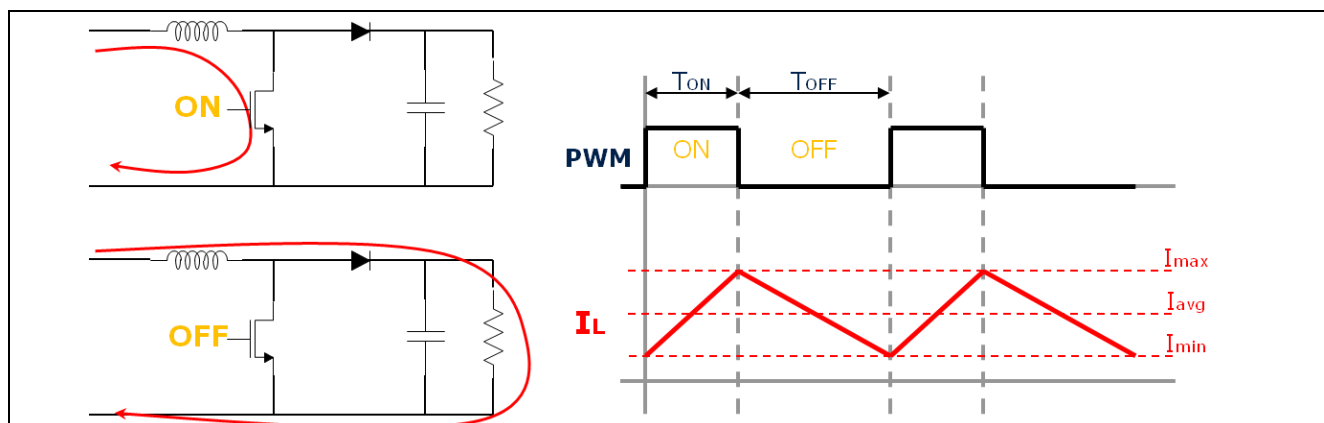 ON
OFF
TON
TOFF
PWM
ON
OFF
IL
Imax
Iavg
Imin